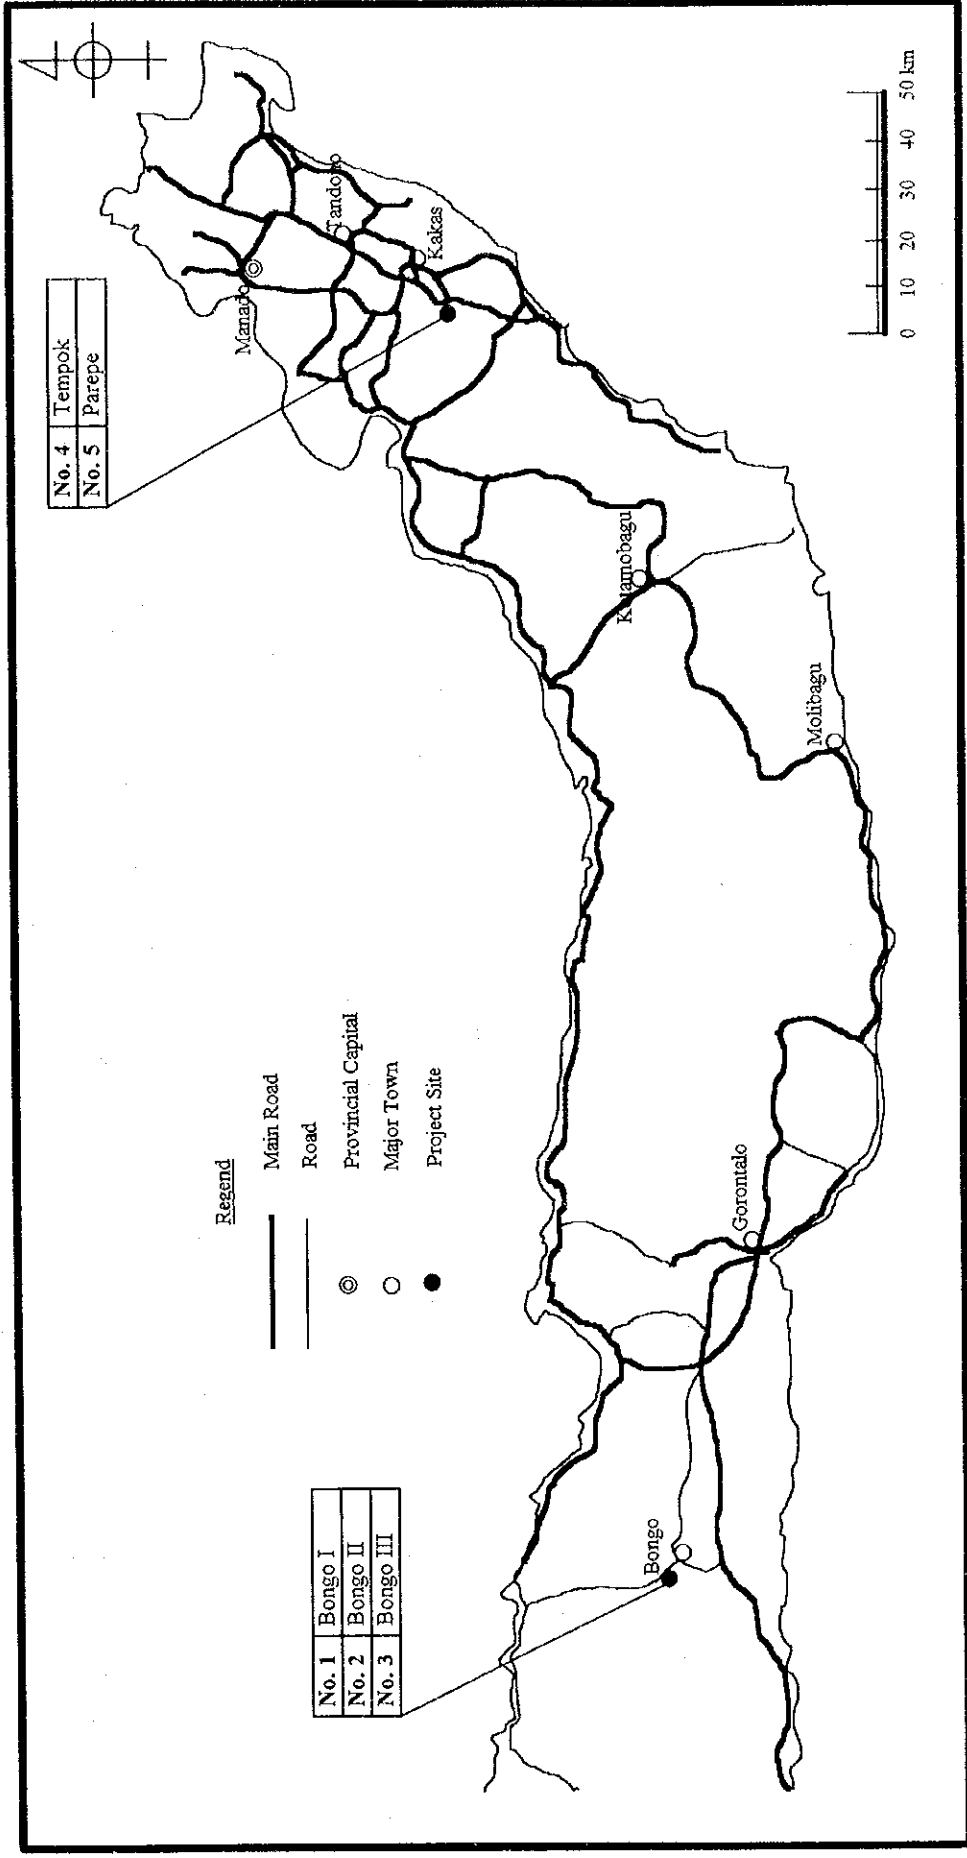 No. 4 Tempok
No. 5 Parepe
Manado
Tandono
Kakas
Kotamobagu
Molibagu
Gorontalo
Bongo
No. 1 Bongo I
No. 2 Bongo II
No. 3 Bongo III
Regend
Main Road
Road
Provincial Capital
Major Town
Project Site
0 10 20 30 40 50 km